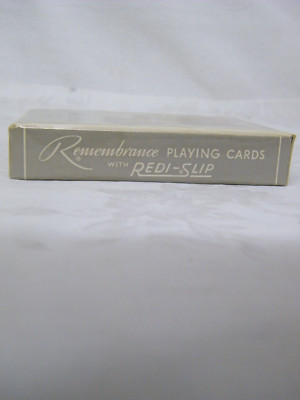 Remembrance ® PLAYING CARDS
WITH REDI-SLIP